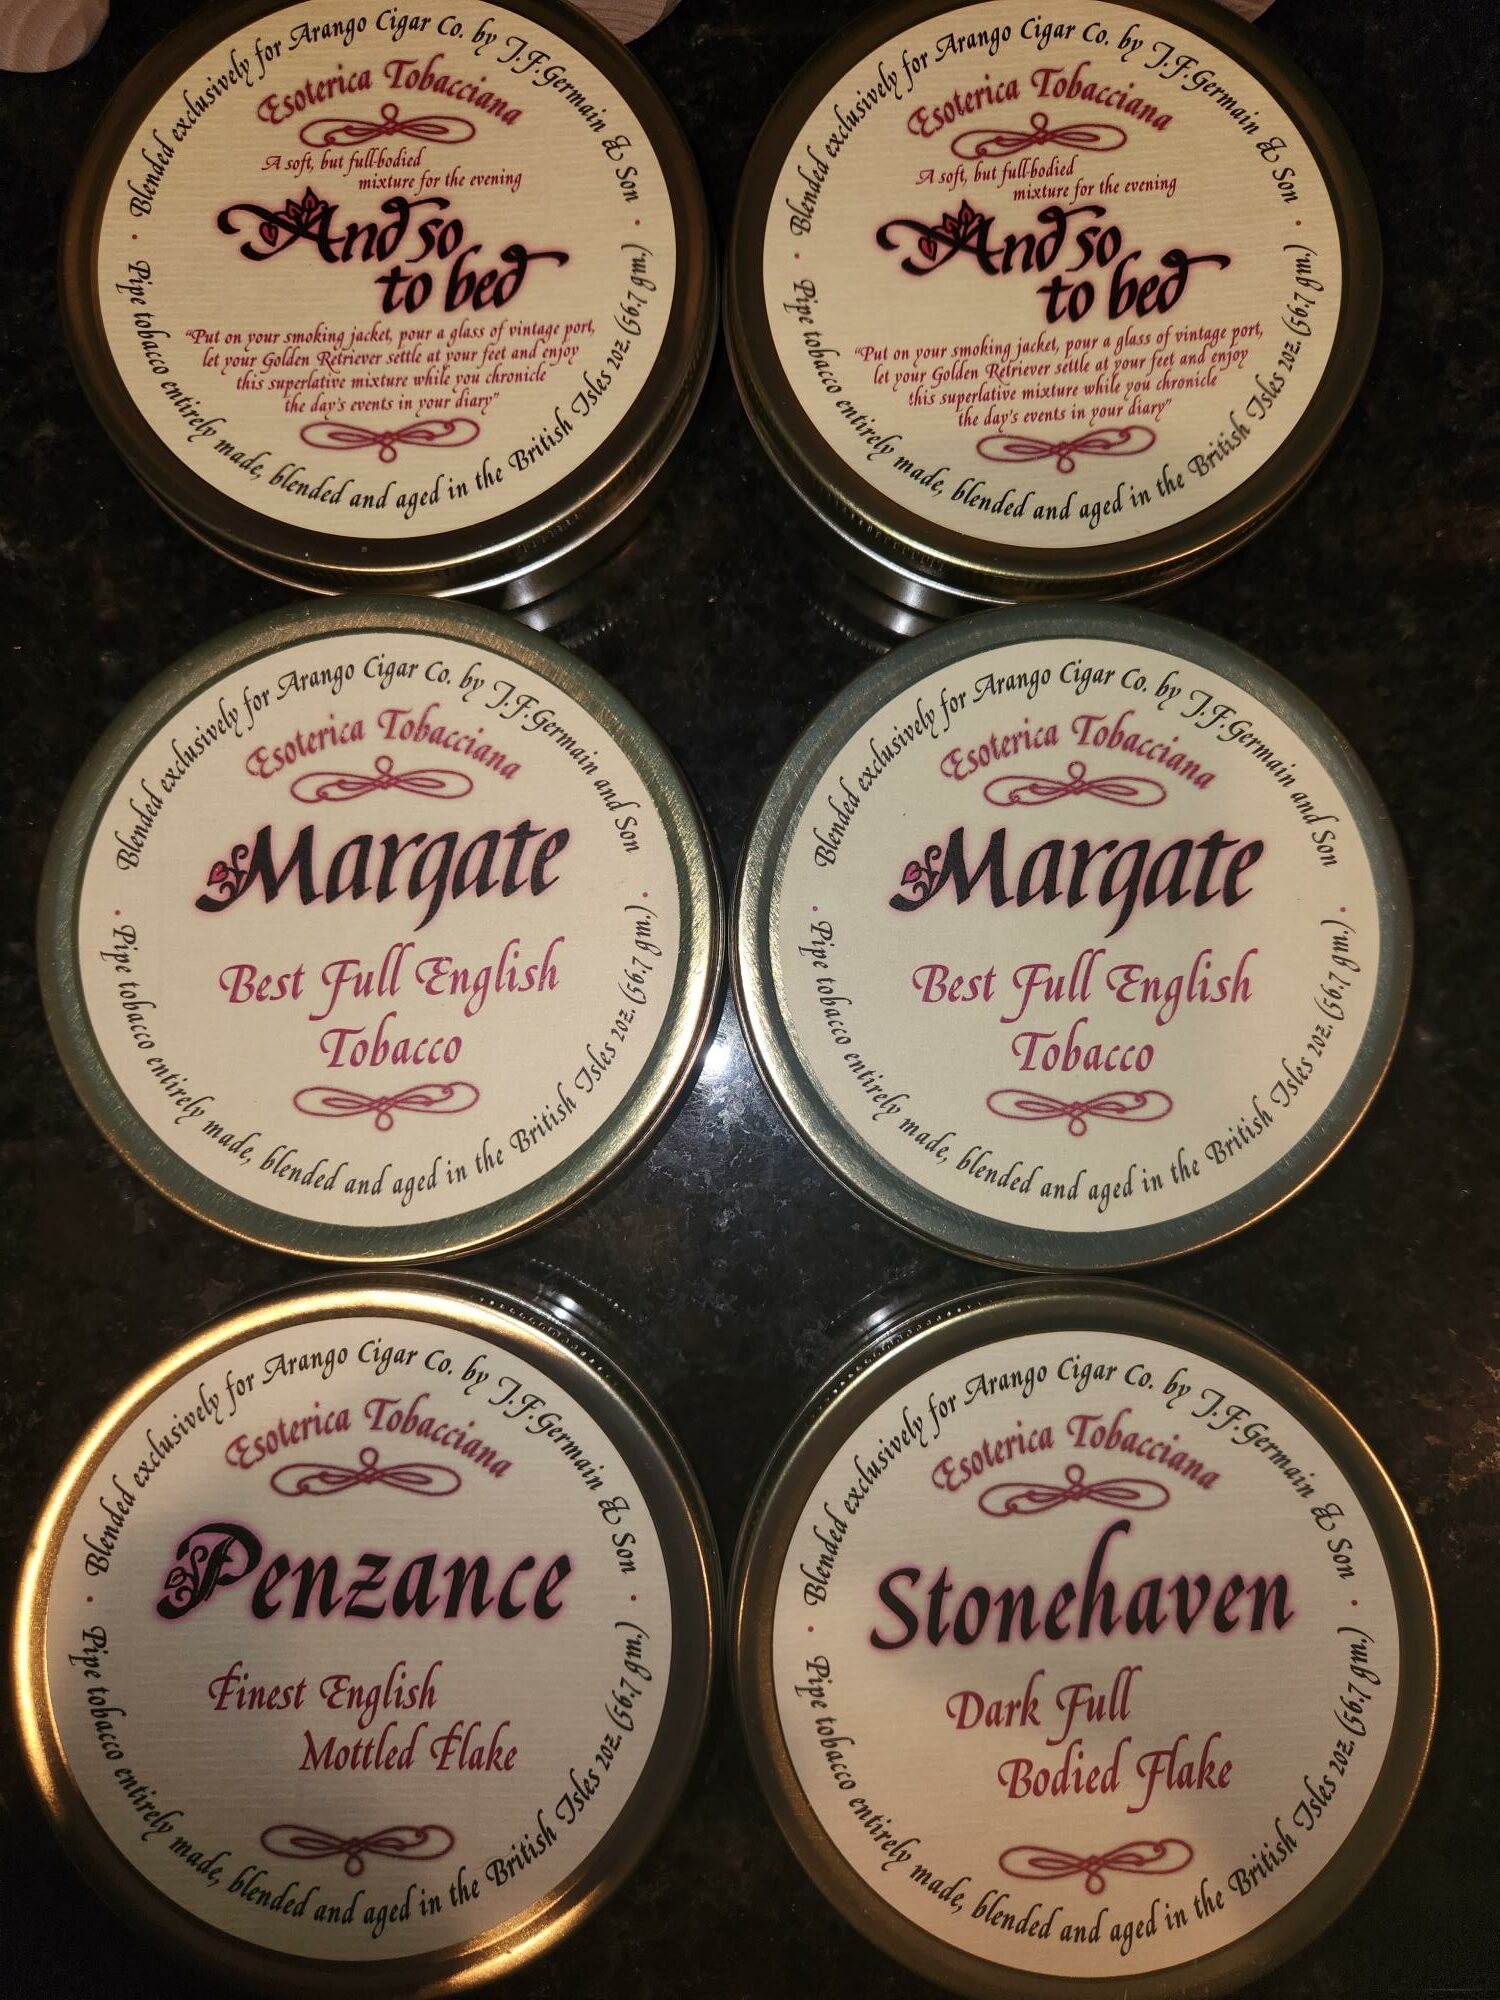 Blended exclusively for Arango Cigar Co. by J.F.Germain & Son
Esoterica Tobacciana
A soft, but full-bodied
mixture for the evening
And so
to bed
"Put on your smoking jacket, pour a glass of vintage port,
let your Golden Retriever settle at your feet and enjoy
this superlative mixture while you chronicle
the day's events in your diary"
Pipe tobacco entirely made, blended and aged in the British Isles 2oz. (56.7 gm.)
Blended exclusively for Arango Cigar Co. by J.F.Germain & Son
Esoterica Tobacciana
A soft, but full-bodied
mixture for the evening
And so
to bed
"Put on your smoking jacket, pour a glass of vintage port,
let your Golden Retriever settle at your feet and enjoy
this superlative mixture while you chronicle
the day's events in your diary"
Pipe tobacco entirely made, blended and aged in the British Isles 2oz. (56.7 gm.)
Blended exclusively for Arango Cigar Co. by J.F.Germain and Son
Esoterica Tobacciana
Margate
Best Full English
Tobacco
Pipe tobacco entirely made, blended and aged in the British Isles 2oz. (56.7 gm.)
Blended exclusively for Arango Cigar Co. by J.F.Germain and Son
Esoterica Tobacciana
Margate
Best Full English
Tobacco
Pipe tobacco entirely made, blended and aged in the British Isles 2oz. (56.7 gm.)
Blended exclusively for Arango Cigar Co. by J.F.Germain & Son
Esoterica Tobacciana
Penzance
Finest English
Mottled Flake
Pipe tobacco entirely made, blended and aged in the British Isles 2oz. (56.7 gm.)
Blended exclusively for Arango Cigar Co. by J.F.Germain & Son
Esoterica Tobacciana
Stonehaven
Dark Full
Bodied Flake
Pipe tobacco entirely made, blended and aged in the British Isles 2oz. (56.7 gm.)